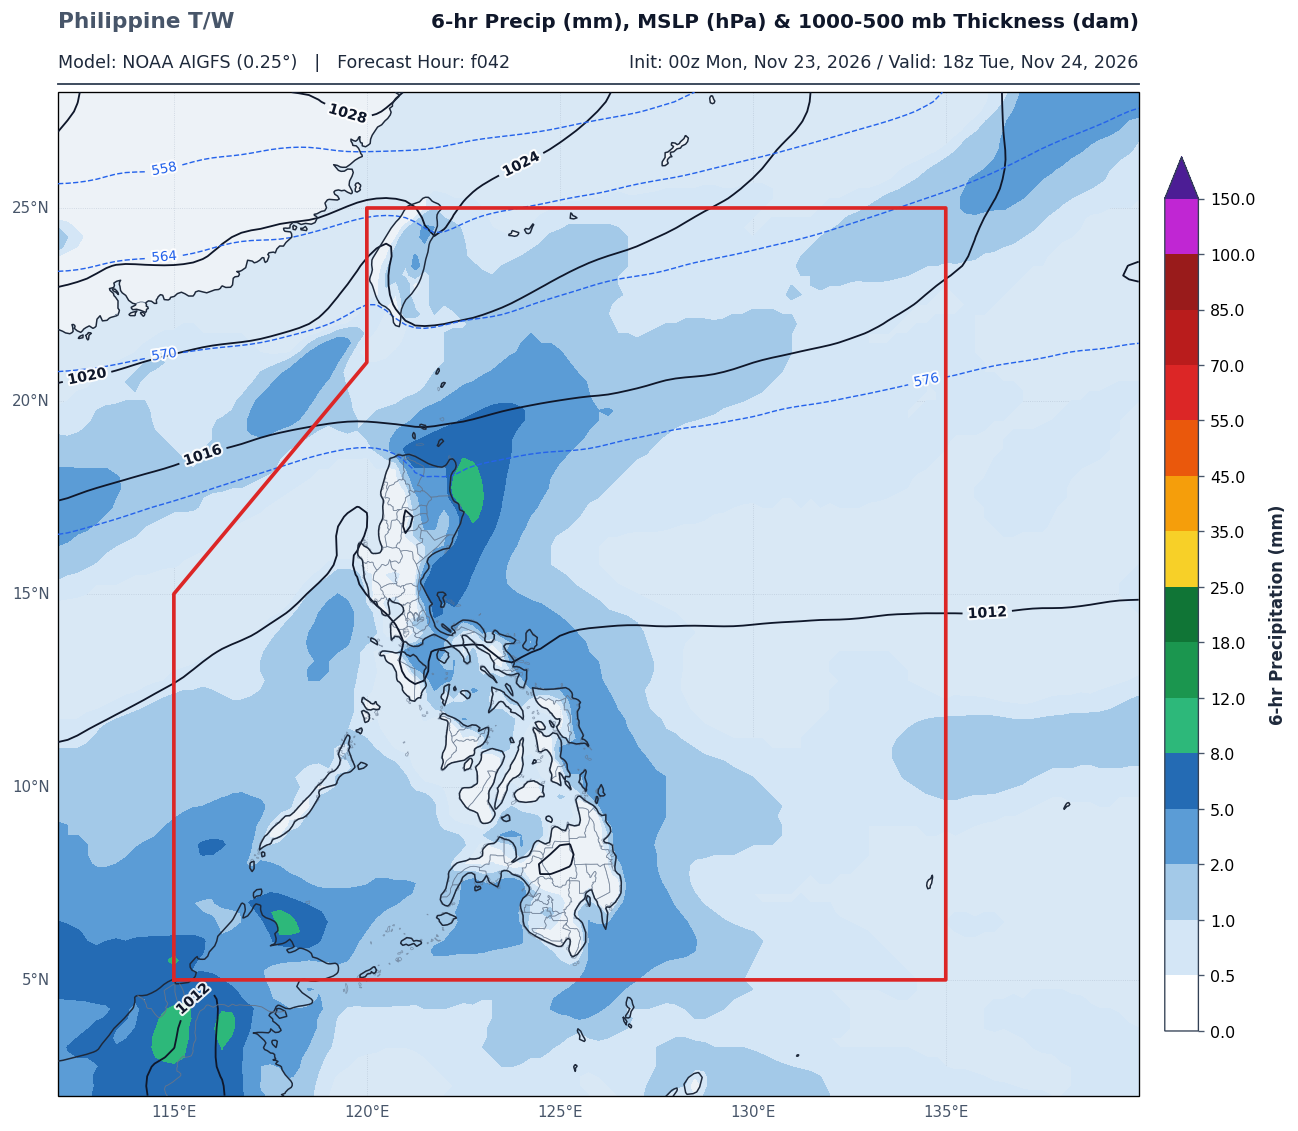 Philippine T/W
6-hr Precip (mm), MSLP (hPa) & 1000-500 mb Thickness (dam)
Model: NOAA AIGFS (0.25°) | Forecast Hour: f042
Init: 00z Mon, Nov 23, 2026 / Valid: 18z Tue, Nov 24, 2026
1028
1024
558
564
570
1020
576
1016
1012
1012
25°N
20°N
15°N
10°N
5°N
115°E
120°E
125°E
130°E
135°E
150.0
100.0
85.0
70.0
55.0
45.0
35.0
25.0
18.0
12.0
8.0
5.0
2.0
1.0
0.5
0.0
6-hr Precipitation (mm)